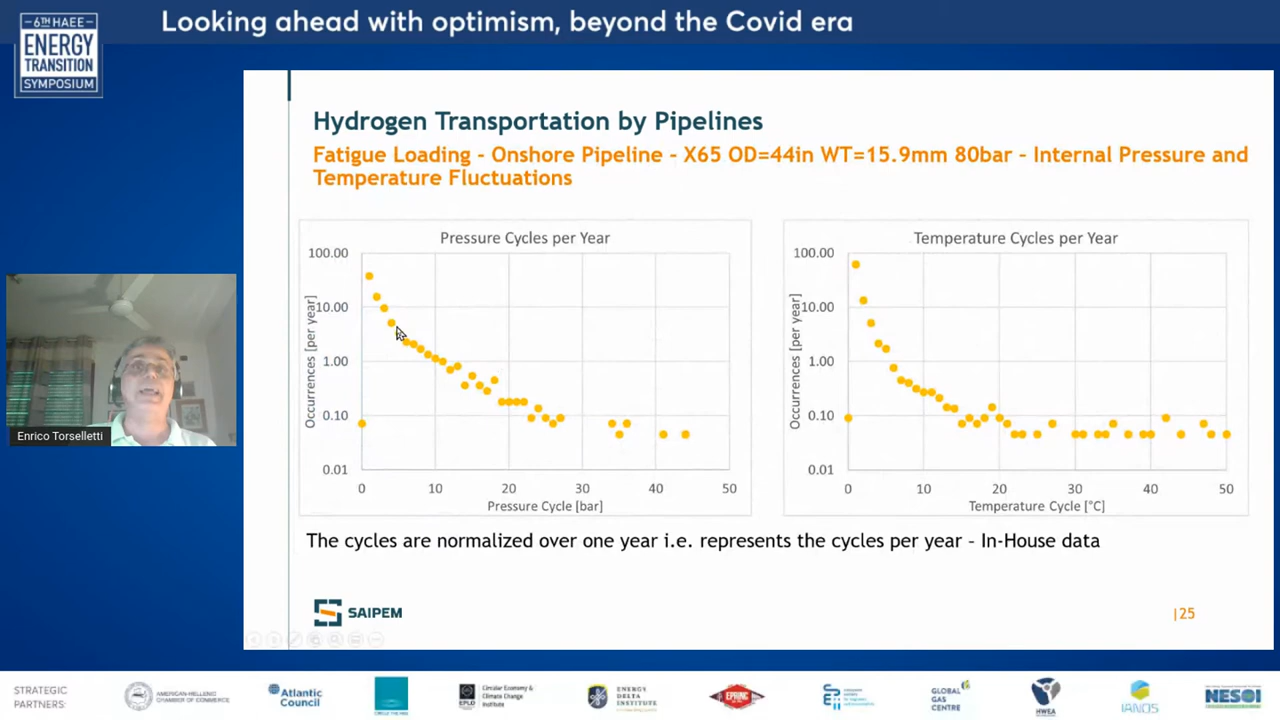 Looking ahead with optimism, beyond the Covid era
6TH HAEE
ENERGY
TRANSITION
SYMPOSIUM
Hydrogen Transportation by Pipelines
Fatigue Loading - Onshore Pipeline - X65 OD=44in WT=15.9mm 80bar – Internal Pressure and
Temperature Fluctuations
Pressure Cycles per Year
100.00
10.00
1.00
0.10
0.01
Occurrences [per year]
0 10 20 30 40 50
Pressure Cycle [bar]
Temperature Cycles per Year
100.00
10.00
1.00
0.10
0.01
Occurrences [per year]
0 10 20 30 40 50
Temperature Cycle [°C]
Enrico Torselletti
The cycles are normalized over one year i.e. represents the cycles per year – In-House data
SAIPEM
|25
STRATEGIC
PARTNERS:
AMERICAN-HELLENIC
CHAMBER OF COMMERCE
Atlantic
Council
Circular Economy &
Climate Change
Institute
ENERGY
DELTA
INSTITUTE
EPRINC
GLOBAL
GAS
CENTRE
HWEA
IANOS
NESOI